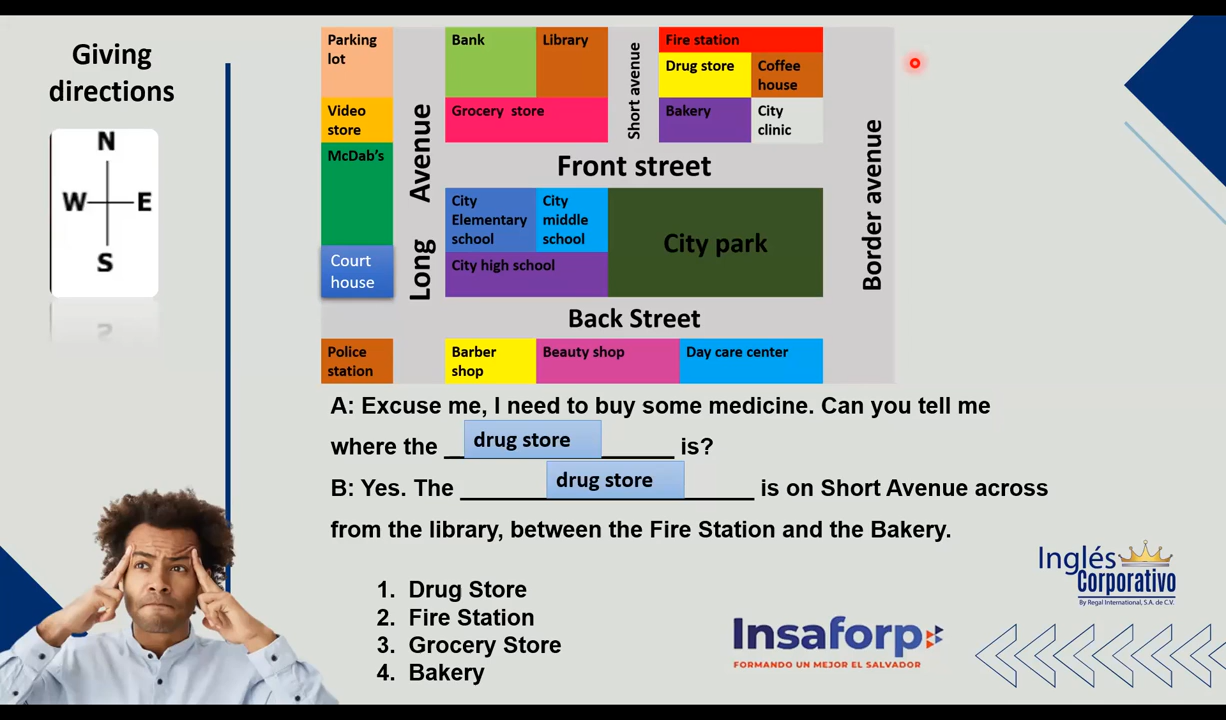 Giving
directions
N
W E
S
Parking
lot
Video
store
McDab's
Court
house
Police
station
Long Avenue
Bank
Library
Grocery store
Short avenue
Fire station
Drug store
Coffee
house
Bakery
City
clinic
Front street
City
Elementary
school
City
middle
school
City high school
City park
Border avenue
Back Street
Barber
shop
Beauty shop
Day care center
A: Excuse me, I need to buy some medicine. Can you tell me
where the drug store is?
B: Yes. The drug store is on Short Avenue across
from the library, between the Fire Station and the Bakery.
1. Drug Store
2. Fire Station
3. Grocery Store
4. Bakery
Insaforp
FORMANDO UN MEJOR EL SALVADOR
Inglés
Corporativo
By Regal International, S.A. de C.V.